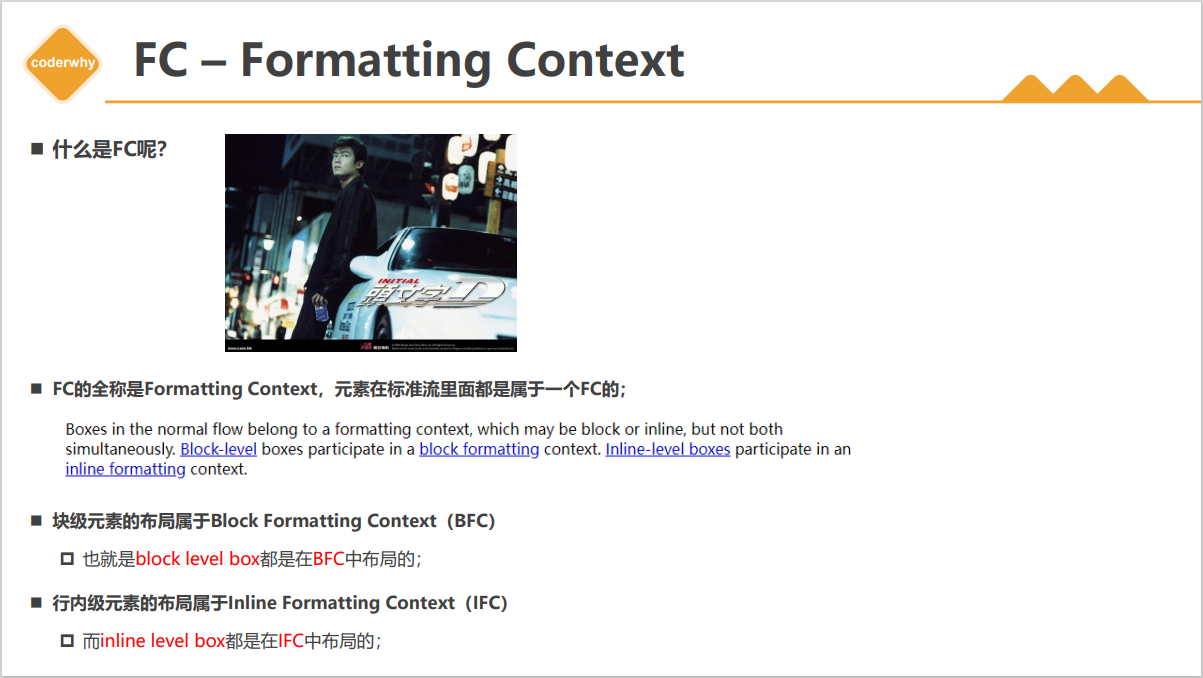 coderwhy
FC – Formatting Context
什么是FC呢？
INITIAL
頭文字D
FC的全称是Formatting Context，元素在标准流里面都是属于一个FC的；
Boxes in the normal flow belong to a formatting context, which may be block or inline, but not both
simultaneously. Block-level boxes participate in a block formatting context. Inline-level boxes participate in an
inline formatting context.
块级元素的布局属于Block Formatting Context（BFC）
也就是block level box都是在BFC中布局的；
行内级元素的布局属于Inline Formatting Context（IFC）
而inline level box都是在IFC中布局的；